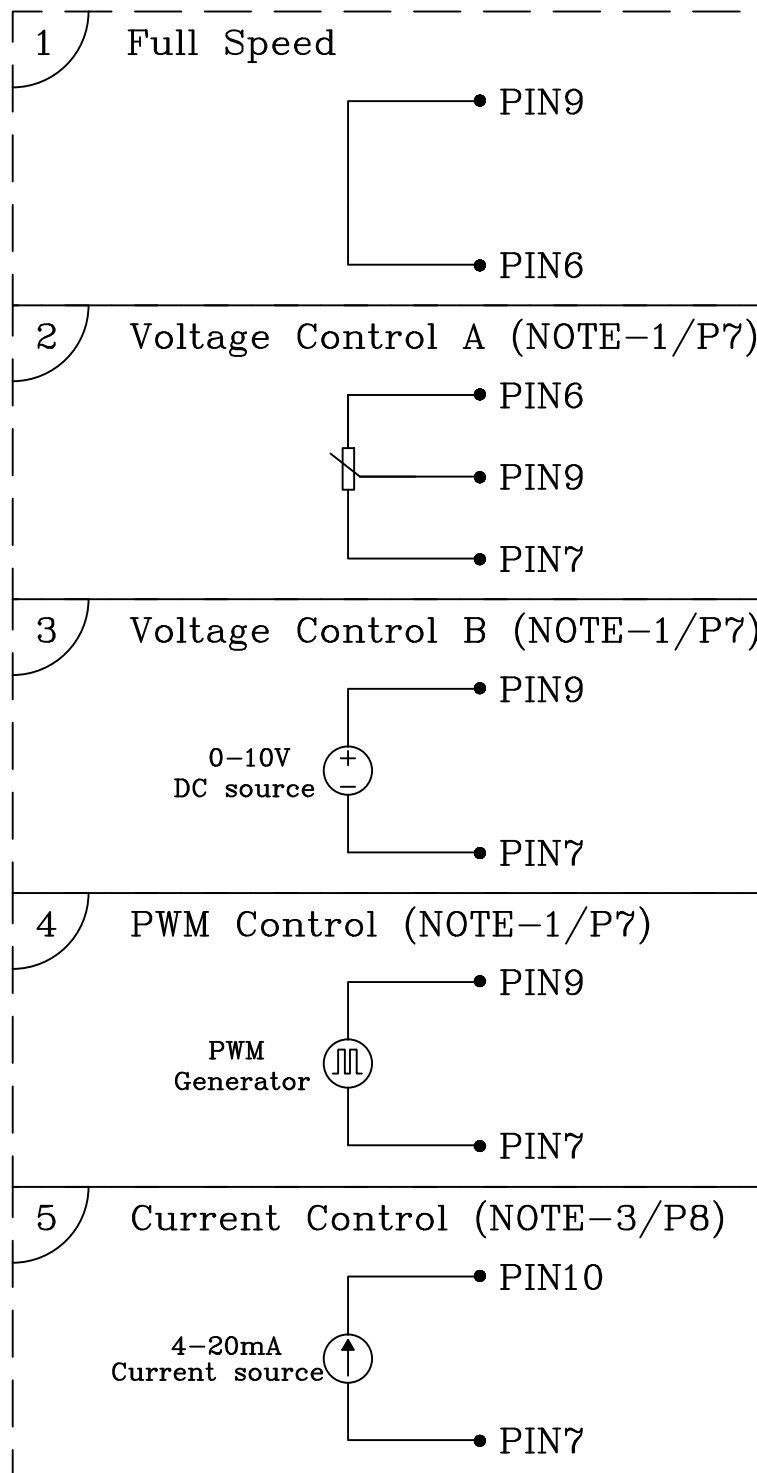 1 Full Speed
PIN9
PIN6
2 Voltage Control A (NOTE-1/P7)
PIN6
PIN9
PIN7
3 Voltage Control B (NOTE-1/P7)
PIN9
0-10V
+
DC source
−
PIN7
4 PWM Control (NOTE-1/P7)
PIN9
PWM
Generator
PIN7
5 Current Control (NOTE-3/P8)
PIN10
4-20mA
Current source
PIN7